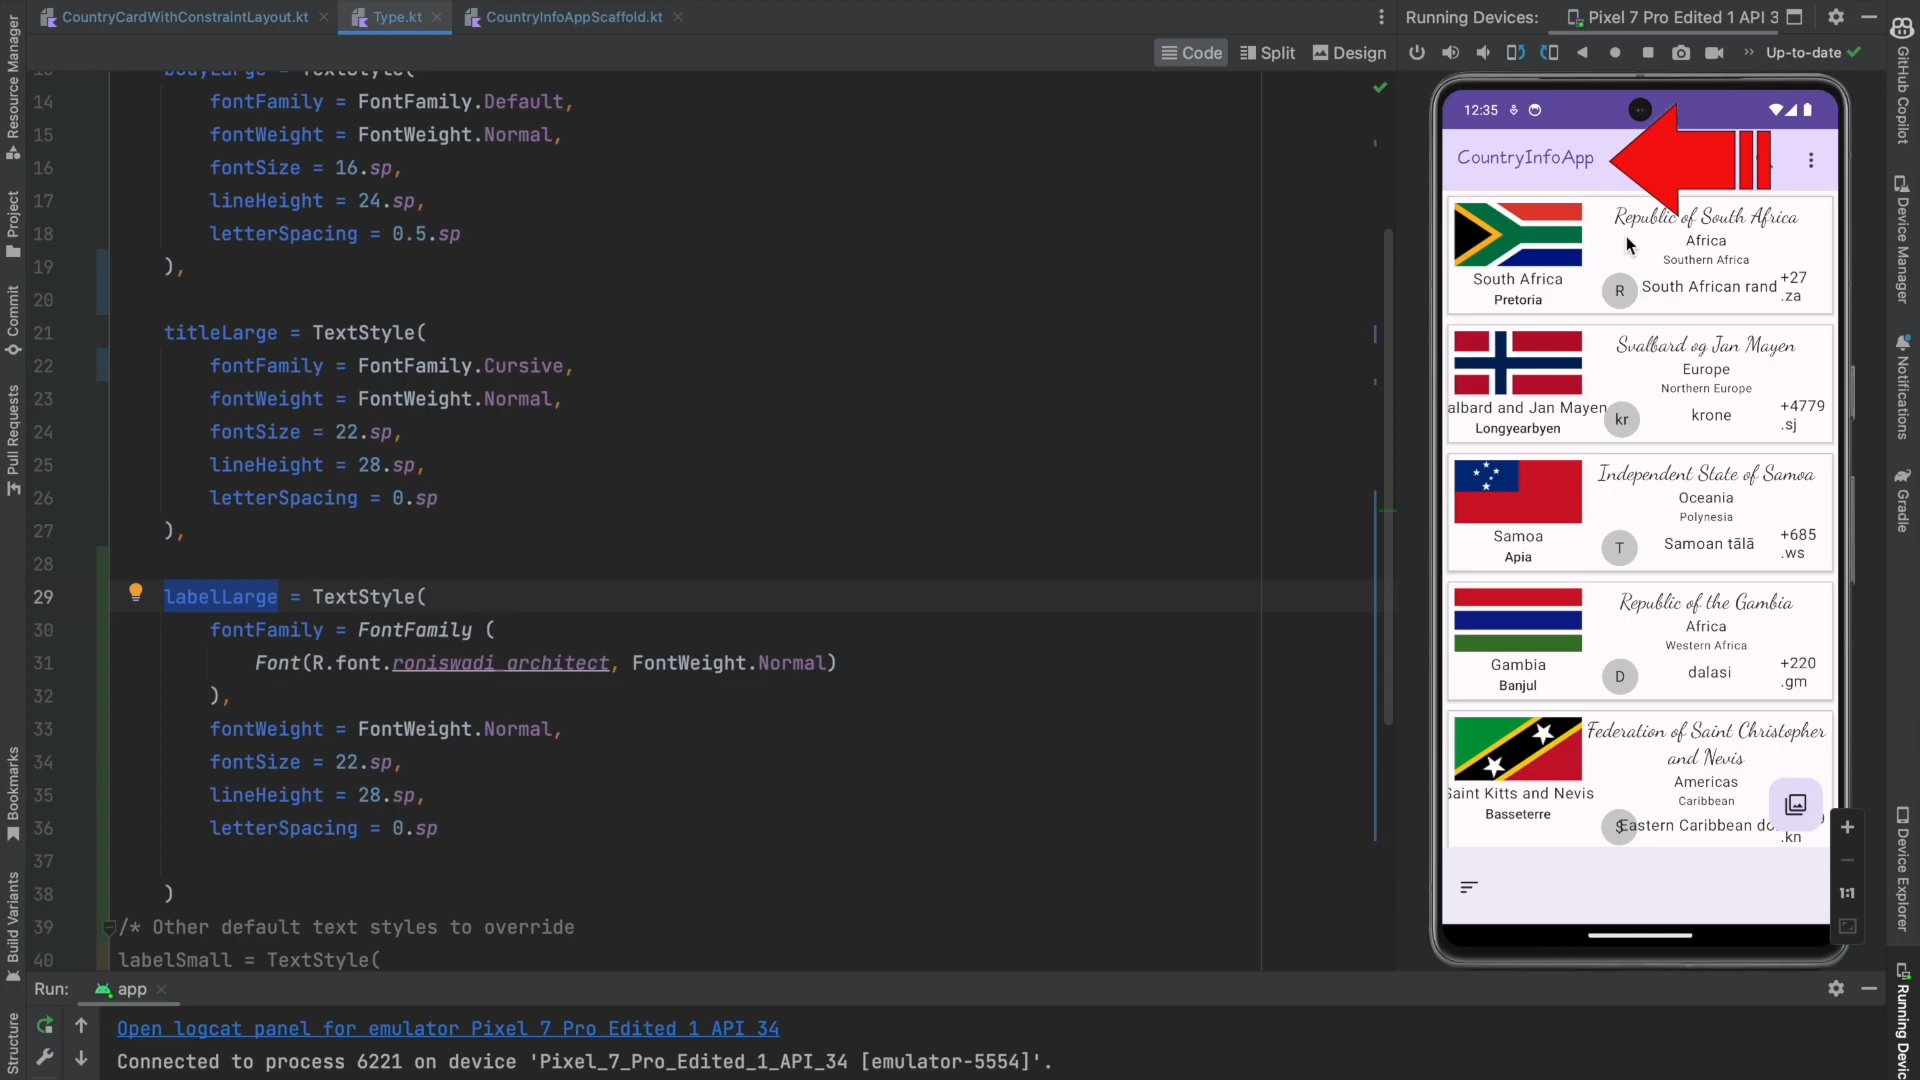 CountryCardWithConstraintLayout.kt
Type.kt
CountryInfoAppScaffold.kt
Running Devices:
Pixel 7 Pro Edited 1 API 3
Code
Split
Design
Up-to-date
Resource Manager
Project
Commit
Pull Requests
Bookmarks
Build Variants
Structure
bodyLarge = TextStyle(
14 fontFamily = FontFamily.Default,
15 fontWeight = FontWeight.Normal,
16 fontSize = 16.sp,
17 lineHeight = 24.sp,
18 letterSpacing = 0.5.sp
19 ),
20
21 titleLarge = TextStyle(
22 fontFamily = FontFamily.Cursive,
23 fontWeight = FontWeight.Normal,
24 fontSize = 22.sp,
25 lineHeight = 28.sp,
26 letterSpacing = 0.sp
27 ),
28
29 labelLarge = TextStyle(
30 fontFamily = FontFamily (
31 Font(R.font.roniswadi_architect, FontWeight.Normal)
32 ),
33 fontWeight = FontWeight.Normal,
34 fontSize = 22.sp,
35 lineHeight = 28.sp,
36 letterSpacing = 0.sp
37
38 )
39 /* Other default text styles to override
40 labelSmall = TextStyle(
12:35
CountryInfoApp
Republic of South Africa
Africa
Southern Africa
South Africa
Pretoria
R
South African rand
+27
.za
Svalbard og Jan Mayen
Europe
Northern Europe
albard and Jan Mayen
Longyearbyen
kr
krone
+4779
.sj
Independent State of Samoa
Oceania
Polynesia
Samoa
Apia
T
Samoan tālā
+685
.ws
Republic of the Gambia
Africa
Western Africa
Gambia
Banjul
D
dalasi
+220
.gm
Federation of Saint Christopher
and Nevis
Americas
Caribbean
Saint Kitts and Nevis
Basseterre
$
Eastern Caribbean do
.kn
1:1
GitHub Copilot
Device Manager
Notifications
Gradle
Device Explorer
Running Devic
Run:
app
Open logcat panel for emulator Pixel 7 Pro Edited 1 API 34
Connected to process 6221 on device 'Pixel_7_Pro_Edited_1_API_34 [emulator-5554]'.